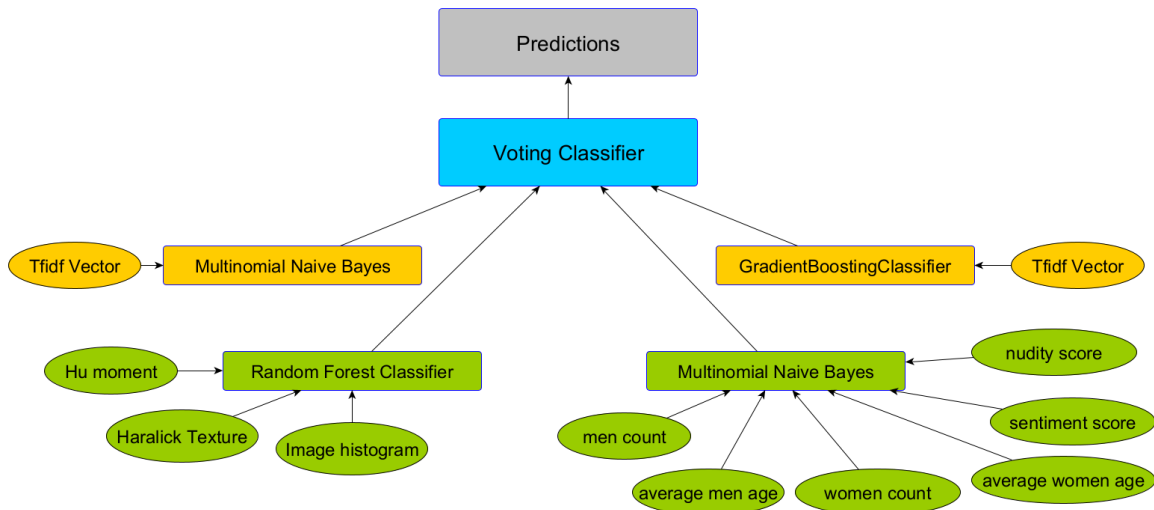 Predictions
Voting Classifier
Tfidf Vector
Multinomial Naive Bayes
GradientBoostingClassifier
Tfidf Vector
Hu moment
Random Forest Classifier
Haralick Texture
Image histogram
Multinomial Naive Bayes
nudity score
men count
sentiment score
average men age
women count
average women age